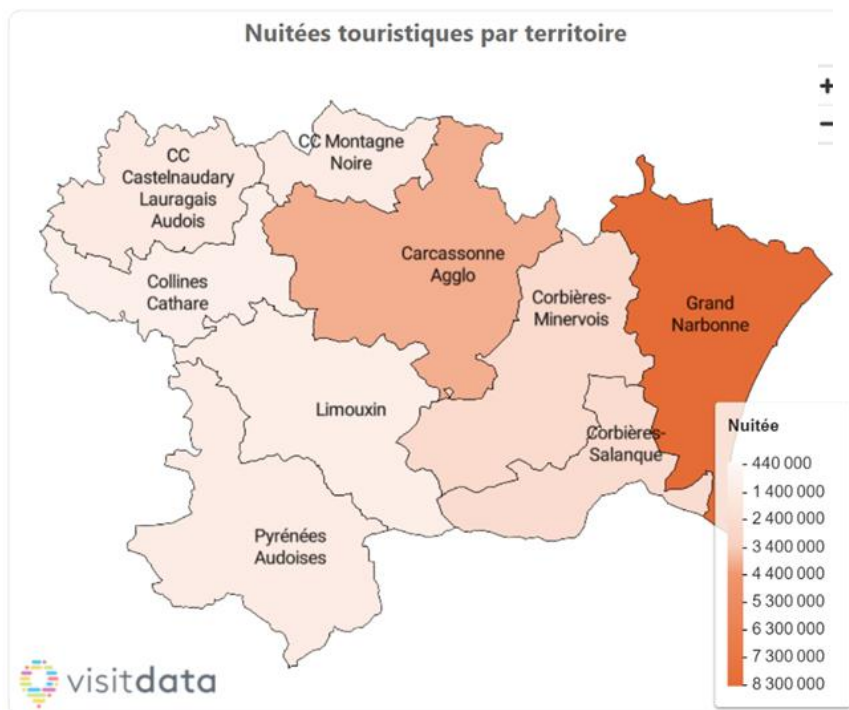 Nuitées touristiques par territoire
+
−
CC
Castelnaudary
Lauragais
Audois
CC Montagne
Noire
Carcassonne
Agglo
Collines
Cathare
Corbières-
Minervois
Grand
Narbonne
Limouxin
Corbières-
Salanque
Pyrénées
Audoises
Nuitée
- 440 000
- 1 400 000
- 2 400 000
- 3 400 000
- 4 400 000
- 5 300 000
- 6 300 000
- 7 300 000
- 8 300 000
visitdata